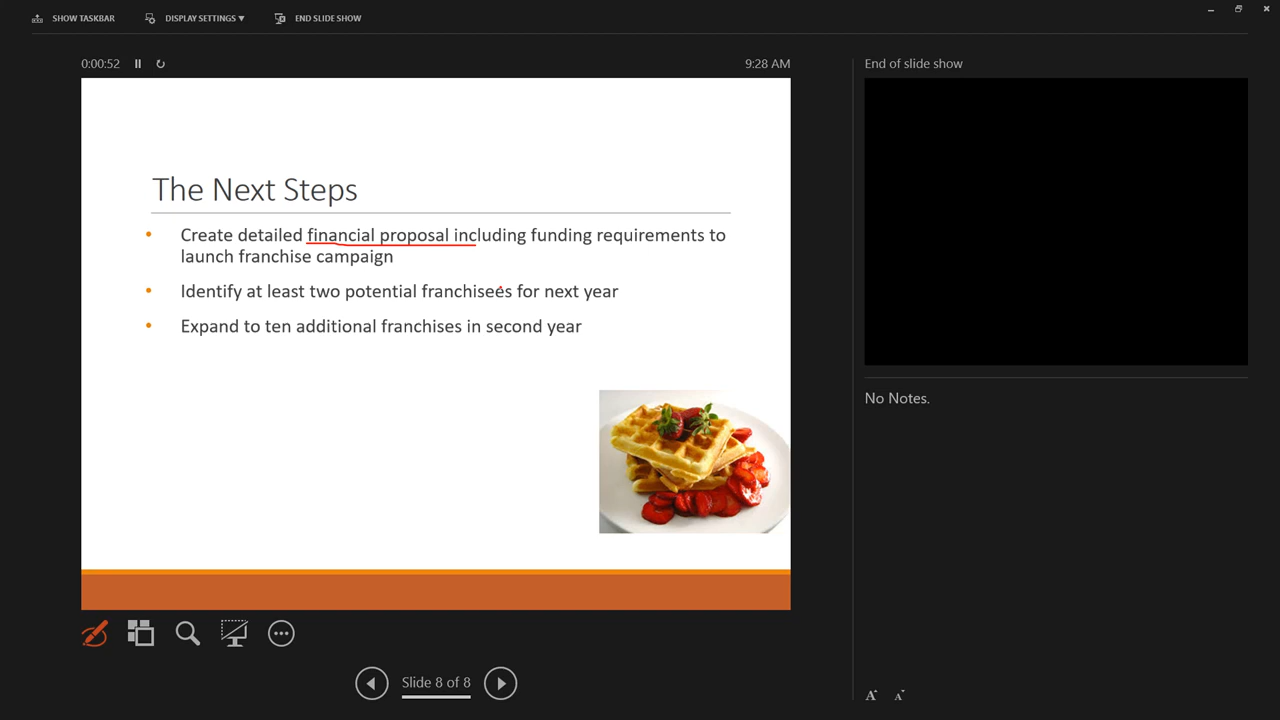 SHOW TASKBAR DISPLAY SETTINGS ▼ END SLIDE SHOW
0:00:52 9:28 AM
The Next Steps
• Create detailed financial proposal including funding requirements to
launch franchise campaign
• Identify at least two potential franchisees for next year
• Expand to ten additional franchises in second year
Slide 8 of 8
End of slide show
No Notes.
A A